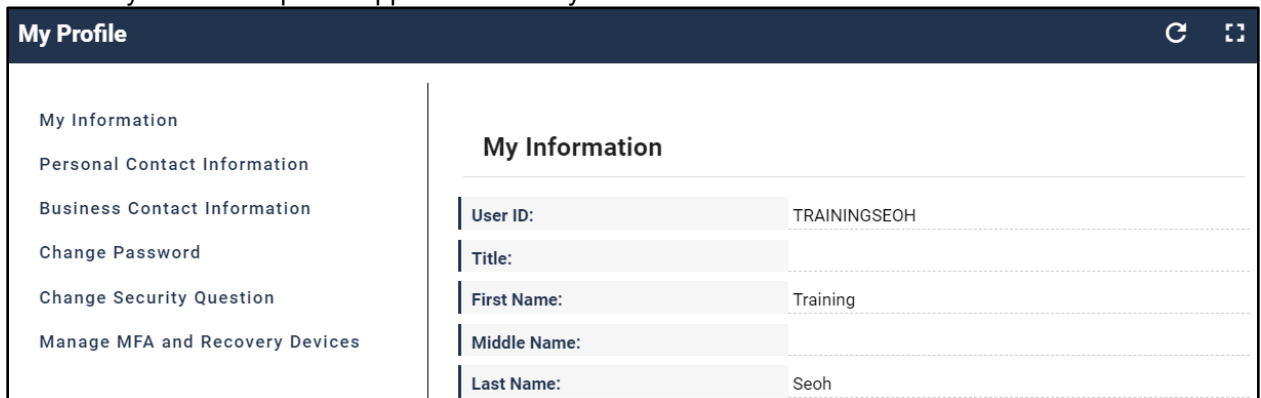 My Profile
My Information
Personal Contact Information
Business Contact Information
Change Password
Change Security Question
Manage MFA and Recovery Devices
My Information
User ID: TRAININGSEOH
Title:
First Name: Training
Middle Name:
Last Name: Seoh